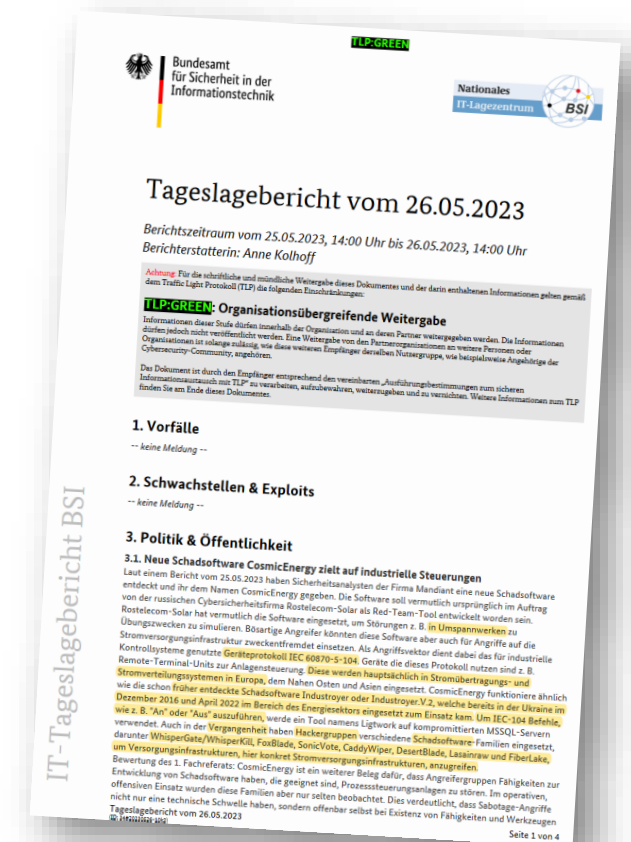 TLP:GREEN
Bundesamt
für Sicherheit in der
Informationstechnik
Nationales
IT-Lagezentrum
BSI
Tageslagebericht vom 26.05.2023
Berichtszeitraum vom 25.05.2023, 14:00 Uhr bis 26.05.2023, 14:00 Uhr
Berichterstatterin: Anne Kolhoff
Achtung: Für die schriftliche und mündliche Weitergabe dieses Dokumentes und der darin enthaltenen Informationen gelten gemäß
dem Traffic Light Protokoll (TLP) die folgenden Einschränkungen:
TLP:GREEN: Organisationsübergreifende Weitergabe
Informationen dieser Stufe dürfen innerhalb der Organisation und an deren Partner weitergegeben werden. Die Informationen
dürfen jedoch nicht veröffentlicht werden. Eine Weitergabe von den Partnerorganisationen an weitere Personen oder
Organisationen ist solange zulässig, wie diese weiteren Empfänger derselben Nutzergruppe, wie beispielsweise Angehörige der
Cybersecurity-Community, angehören.
Das Dokument ist durch den Empfänger entsprechend den vereinbarten „Ausführungsbestimmungen zum sicheren
Informationsaustausch mit TLP" zu verarbeiten, aufzubewahren, weiterzugeben und zu vernichten. Weitere Informationen zum TLP
finden Sie am Ende dieses Dokumentes.
1. Vorfälle
-- keine Meldung --
2. Schwachstellen & Exploits
-- keine Meldung --
3. Politik & Öffentlichkeit
3.1. Neue Schadsoftware CosmicEnergy zielt auf industrielle Steuerungen
Laut einem Bericht vom 25.05.2023 haben Sicherheitsanalysten der Firma Mandiant eine neue Schadsoftware
entdeckt und ihr dem Namen CosmicEnergy gegeben. Die Software soll vermutlich ursprünglich im Auftrag
von der russischen Cybersicherheitsfirma Rostelecom-Solar als Red-Team-Tool entwickelt worden sein.
Rostelecom-Solar hat vermutlich die Software eingesetzt, um Störungen z. B. in Umspannwerken zu
Übungszwecken zu simulieren. Bösartige Angreifer könnten diese Software aber auch für Angriffe auf die
Stromversorgungsinfrastruktur zweckentfremdet einsetzen. Als Angriffsvektor dient dabei das für industrielle
Kontrollsysteme genutzte Geräteprotokoll IEC 60870-5-104. Geräte die dieses Protokoll nutzen sind z. B.
Remote-Terminal-Units zur Anlagensteuerung. Diese werden hauptsächlich in Stromübertragungs- und
Stromverteilungssystemen in Europa, dem Nahen Osten und Asien eingesetzt. CosmicEnergy funktioniere ähnlich
wie die schon früher entdeckte Schadsoftware Industroyer oder Industroyer.V.2, welche bereits in der Ukraine im
Dezember 2016 und April 2022 im Bereich des Energiesektors eingesetzt zum Einsatz kam. Um IEC-104 Befehle,
wie z. B. "An" oder "Aus" auszuführen, werde ein Tool namens Ligtwork auf kompromittierten MSSQL-Servern
verwendet. Auch in der Vergangenheit haben Hackergruppen verschiedene Schadsoftware-Familien eingesetzt,
darunter WhisperGate/WhisperKill, FoxBlade, SonicVote, CaddyWiper, DesertBlade, Lasainraw und FiberLake,
um Versorgungsinfrastrukturen, hier konkret Stromversorgungsinfrastrukturen, anzugreifen.
Bewertung des 1. Fachreferats: CosmicEnergy ist ein weiterer Beleg dafür, dass Angreifergruppen Fähigkeiten zur
Entwicklung von Schadsoftware haben, die geeignet sind, Prozesssteuerungsanlagen zu stören. Im operativen,
offensiven Einsatz wurden diese Familien aber nur selten beobachtet. Dies verdeutlicht, dass Sabotage-Angriffe
nicht nur eine technische Schwelle haben, sondern offenbar selbst bei Existenz von Fähigkeiten und Werkzeugen
Tageslagebericht vom 26.05.2023
Seite 1 von 4
IT-Tageslagebericht BSI